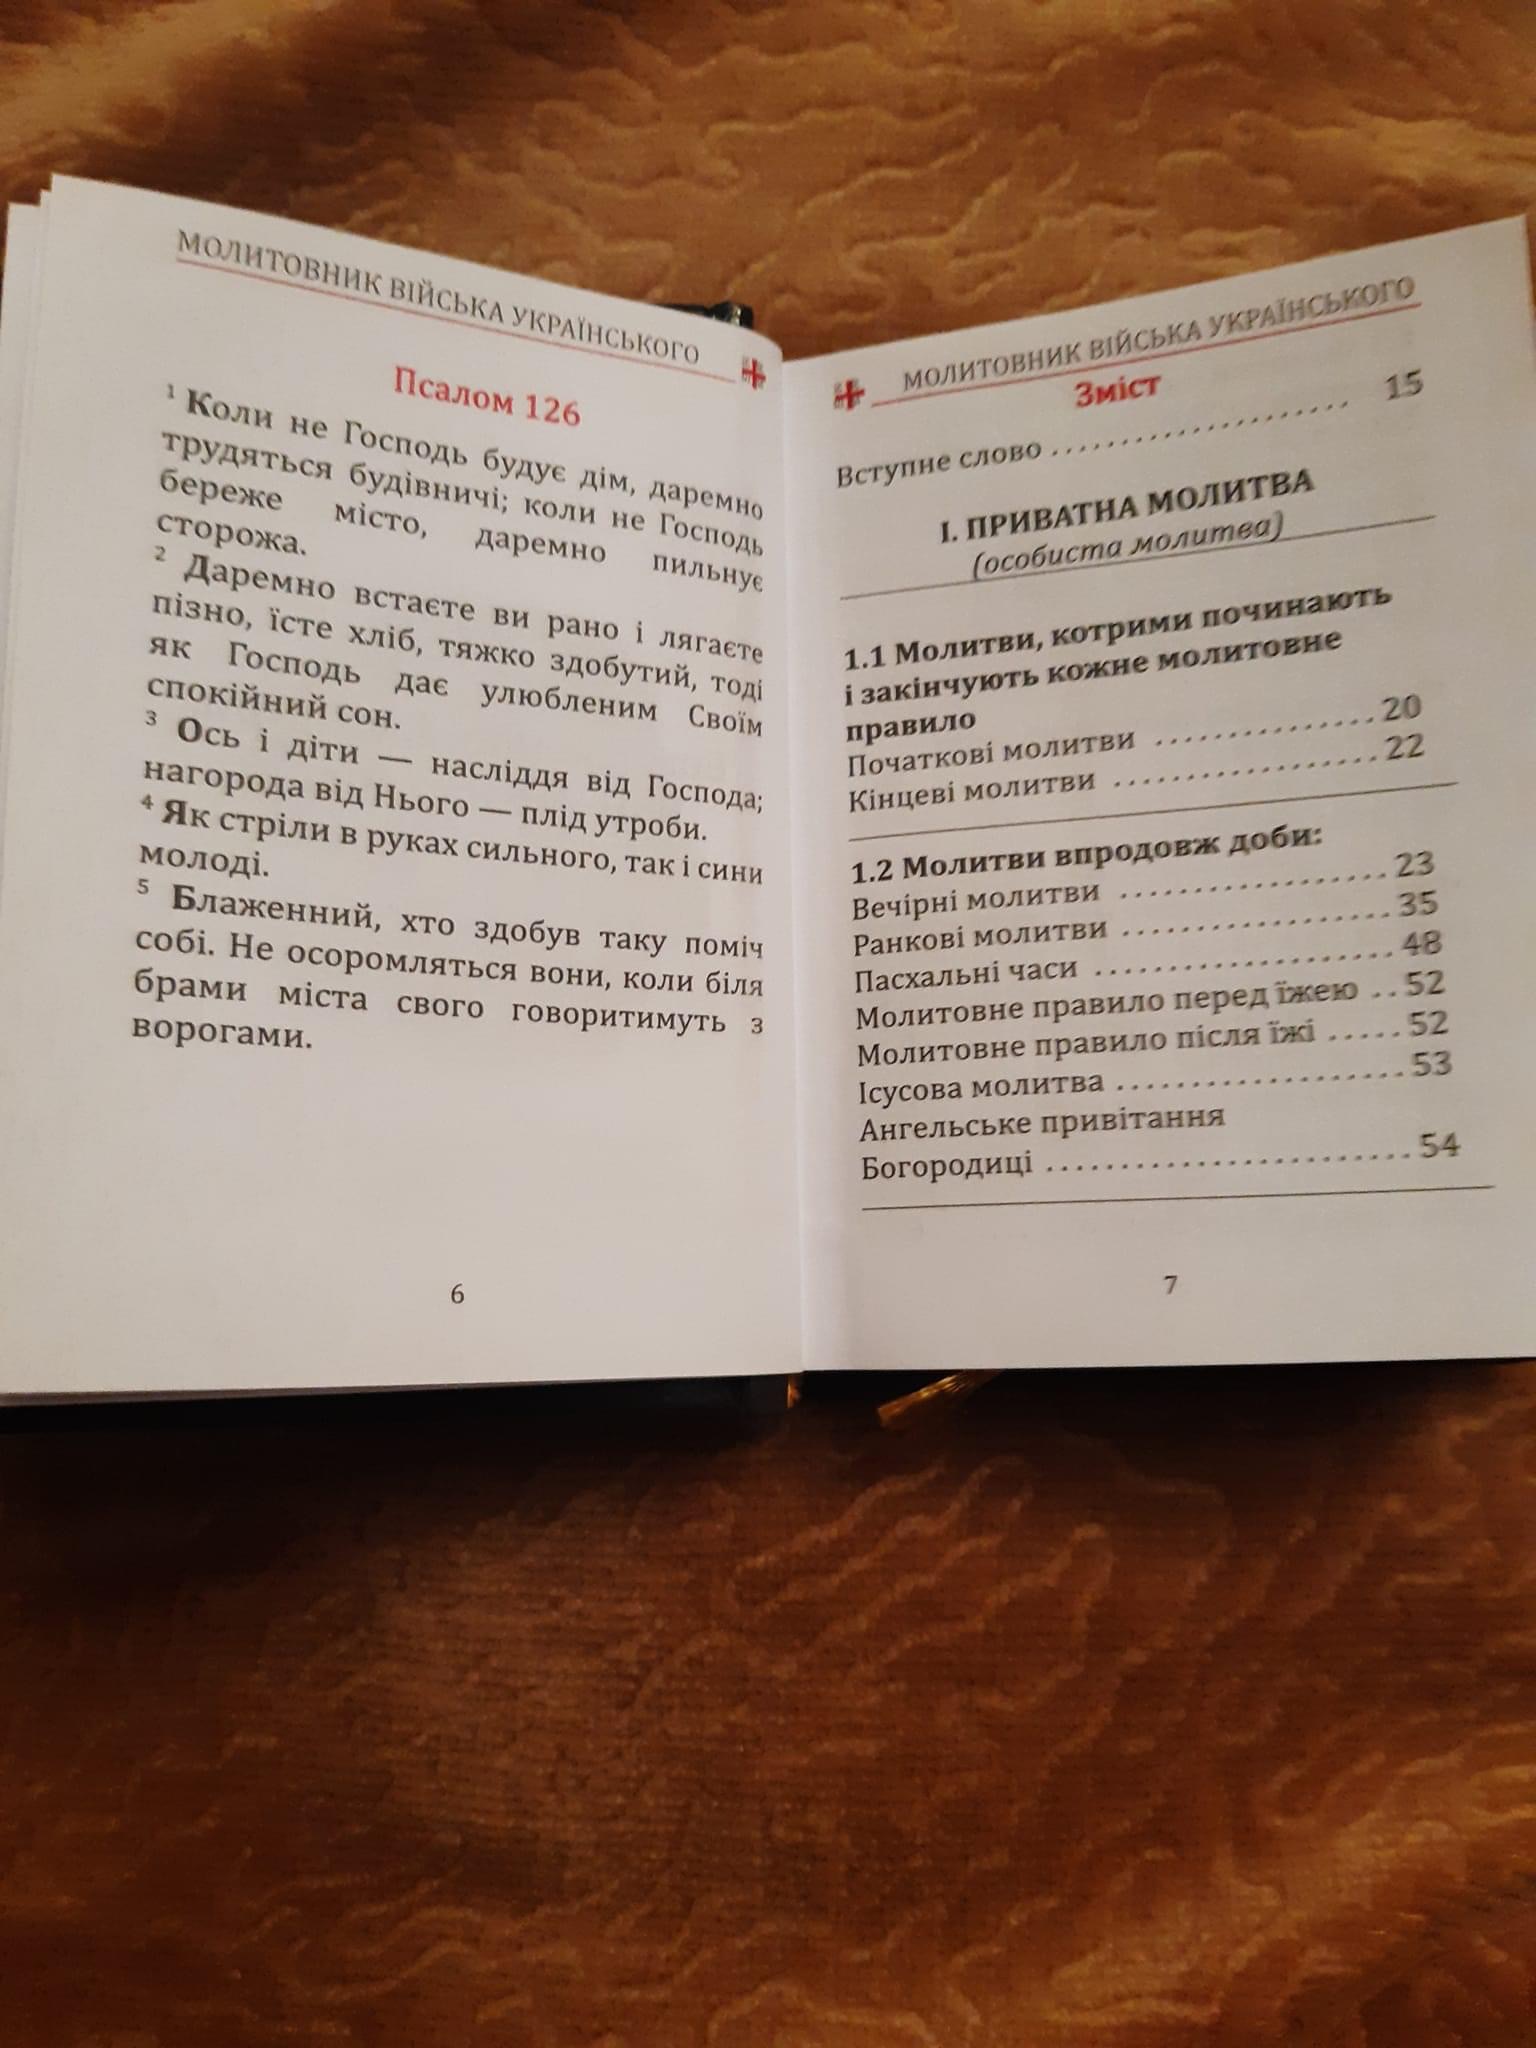 МОЛИТОВНИК ВІЙСЬКА УКРАЇНСЬКОГО
Псалом 126
1 Коли не Господь будує дім, даремно
трудяться будівничі; коли не Господь
береже місто, даремно пильнує
сторожа.
2 Даремно встаєте ви рано і лягаєте
пізно, їсте хліб, тяжко здобутий, тоді
як Господь дає улюбленим Своїм
спокійний сон.
3 Ось і діти — насліддя від Господа;
нагорода від Нього — плід утроби.
4 Як стріли в руках сильного, так і сини
молоді.
5 Блаженний, хто здобув таку поміч
собі. Не осоромляться вони, коли біля
брами міста свого говоритимуть з
ворогами.
6
МОЛИТОВНИК ВІЙСЬКА УКРАЇНСЬКОГО
Зміст
Вступне слово ..................... 15
I. ПРИВАТНА МОЛИТВА
(особиста молитва)
1.1 Молитви, котрими починають
і закінчують кожне молитовне
правило
Початкові молитви ...............20
Кінцеві молитви ..................22
1.2 Молитви впродовж доби:
Вечірні молитви ..................23
Ранкові молитви ..................35
Пасхальні часи ....................48
Молитовне правило перед їжею ..52
Молитовне правило після їжі .....52
Ісусова молитва ...................53
Ангельське привітання
Богородиці ........................54
7